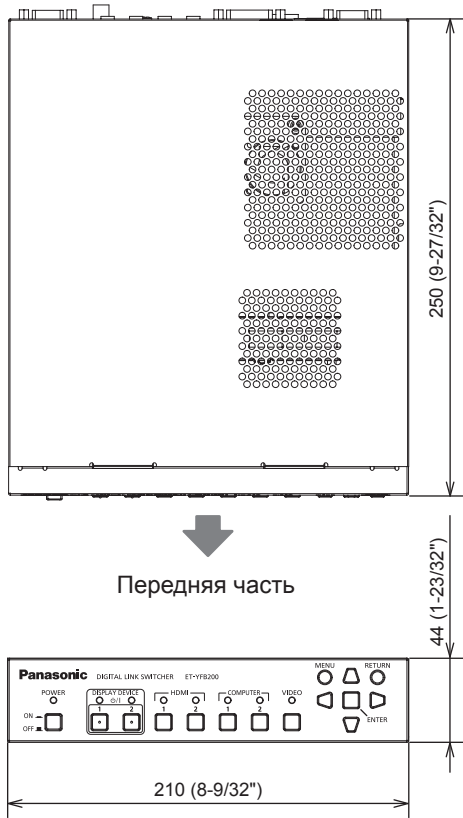 250 (9-27/32")
Передняя часть
44 (1-23/32")
Panasonic DIGITAL LINK SWITCHER ET-YFB200
MENU RETURN
POWER DISPLAY DEVICE HDMI COMPUTER VIDEO
⏻/I
1 2 1 2 1 2
ON
OFF
ENTER
210 (8-9/32")